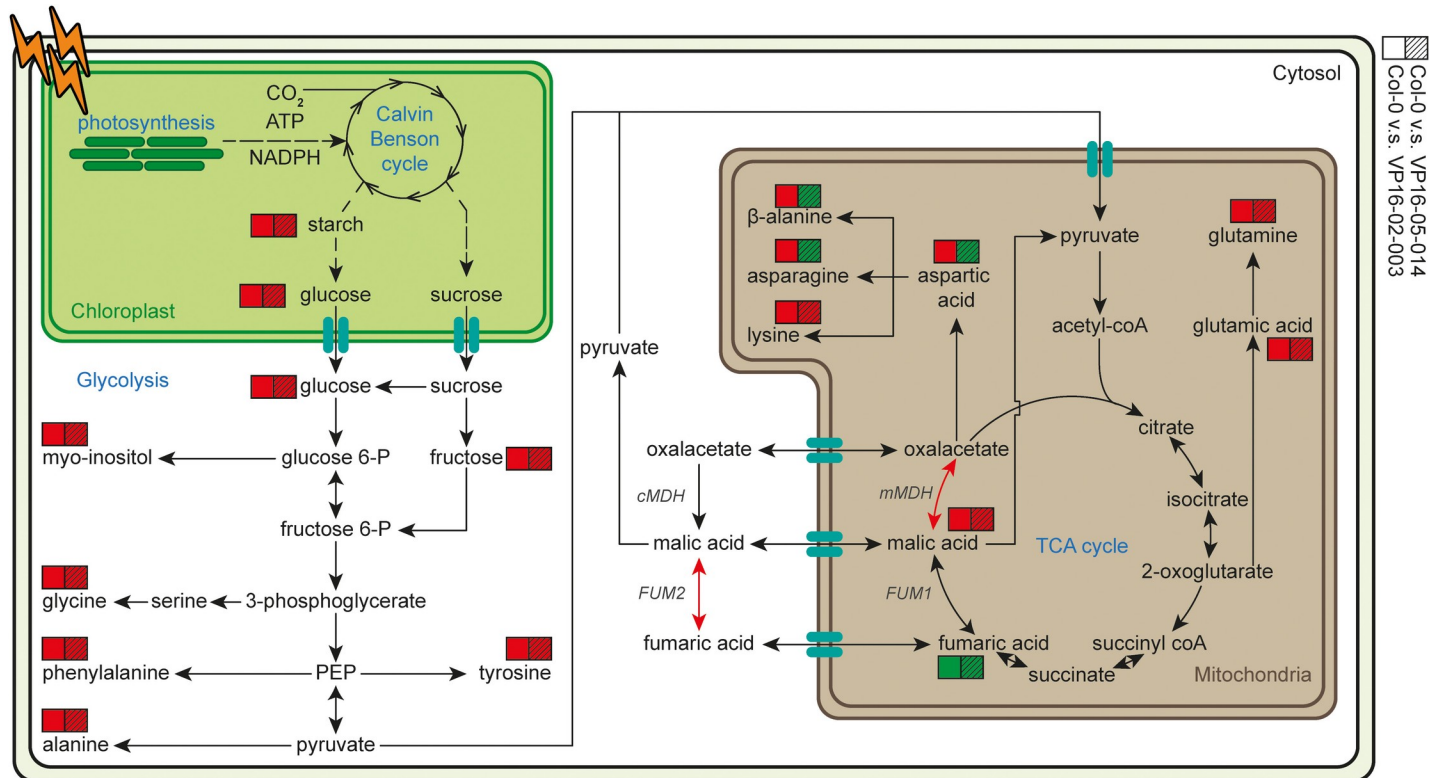 Cytosol
Col-0 v.s. VP16-05-014
Col-0 v.s. VP16-02-003
photosynthesis
CO2
ATP
NADPH
Calvin
Benson
cycle
starch
glucose
sucrose
Chloroplast
Glycolysis
glucose
sucrose
myo-inositol
glucose 6-P
fructose
fructose 6-P
glycine
serine
3-phosphoglycerate
phenylalanine
PEP
tyrosine
alanine
pyruvate
pyruvate
oxalacetate
cMDH
malic acid
FUM2
fumaric acid
β-alanine
asparagine
aspartic
acid
lysine
pyruvate
glutamine
acetyl-coA
glutamic acid
citrate
oxalacetate
mMDH
isocitrate
malic acid
TCA cycle
2-oxoglutarate
FUM1
fumaric acid
succinyl coA
succinate
Mitochondria